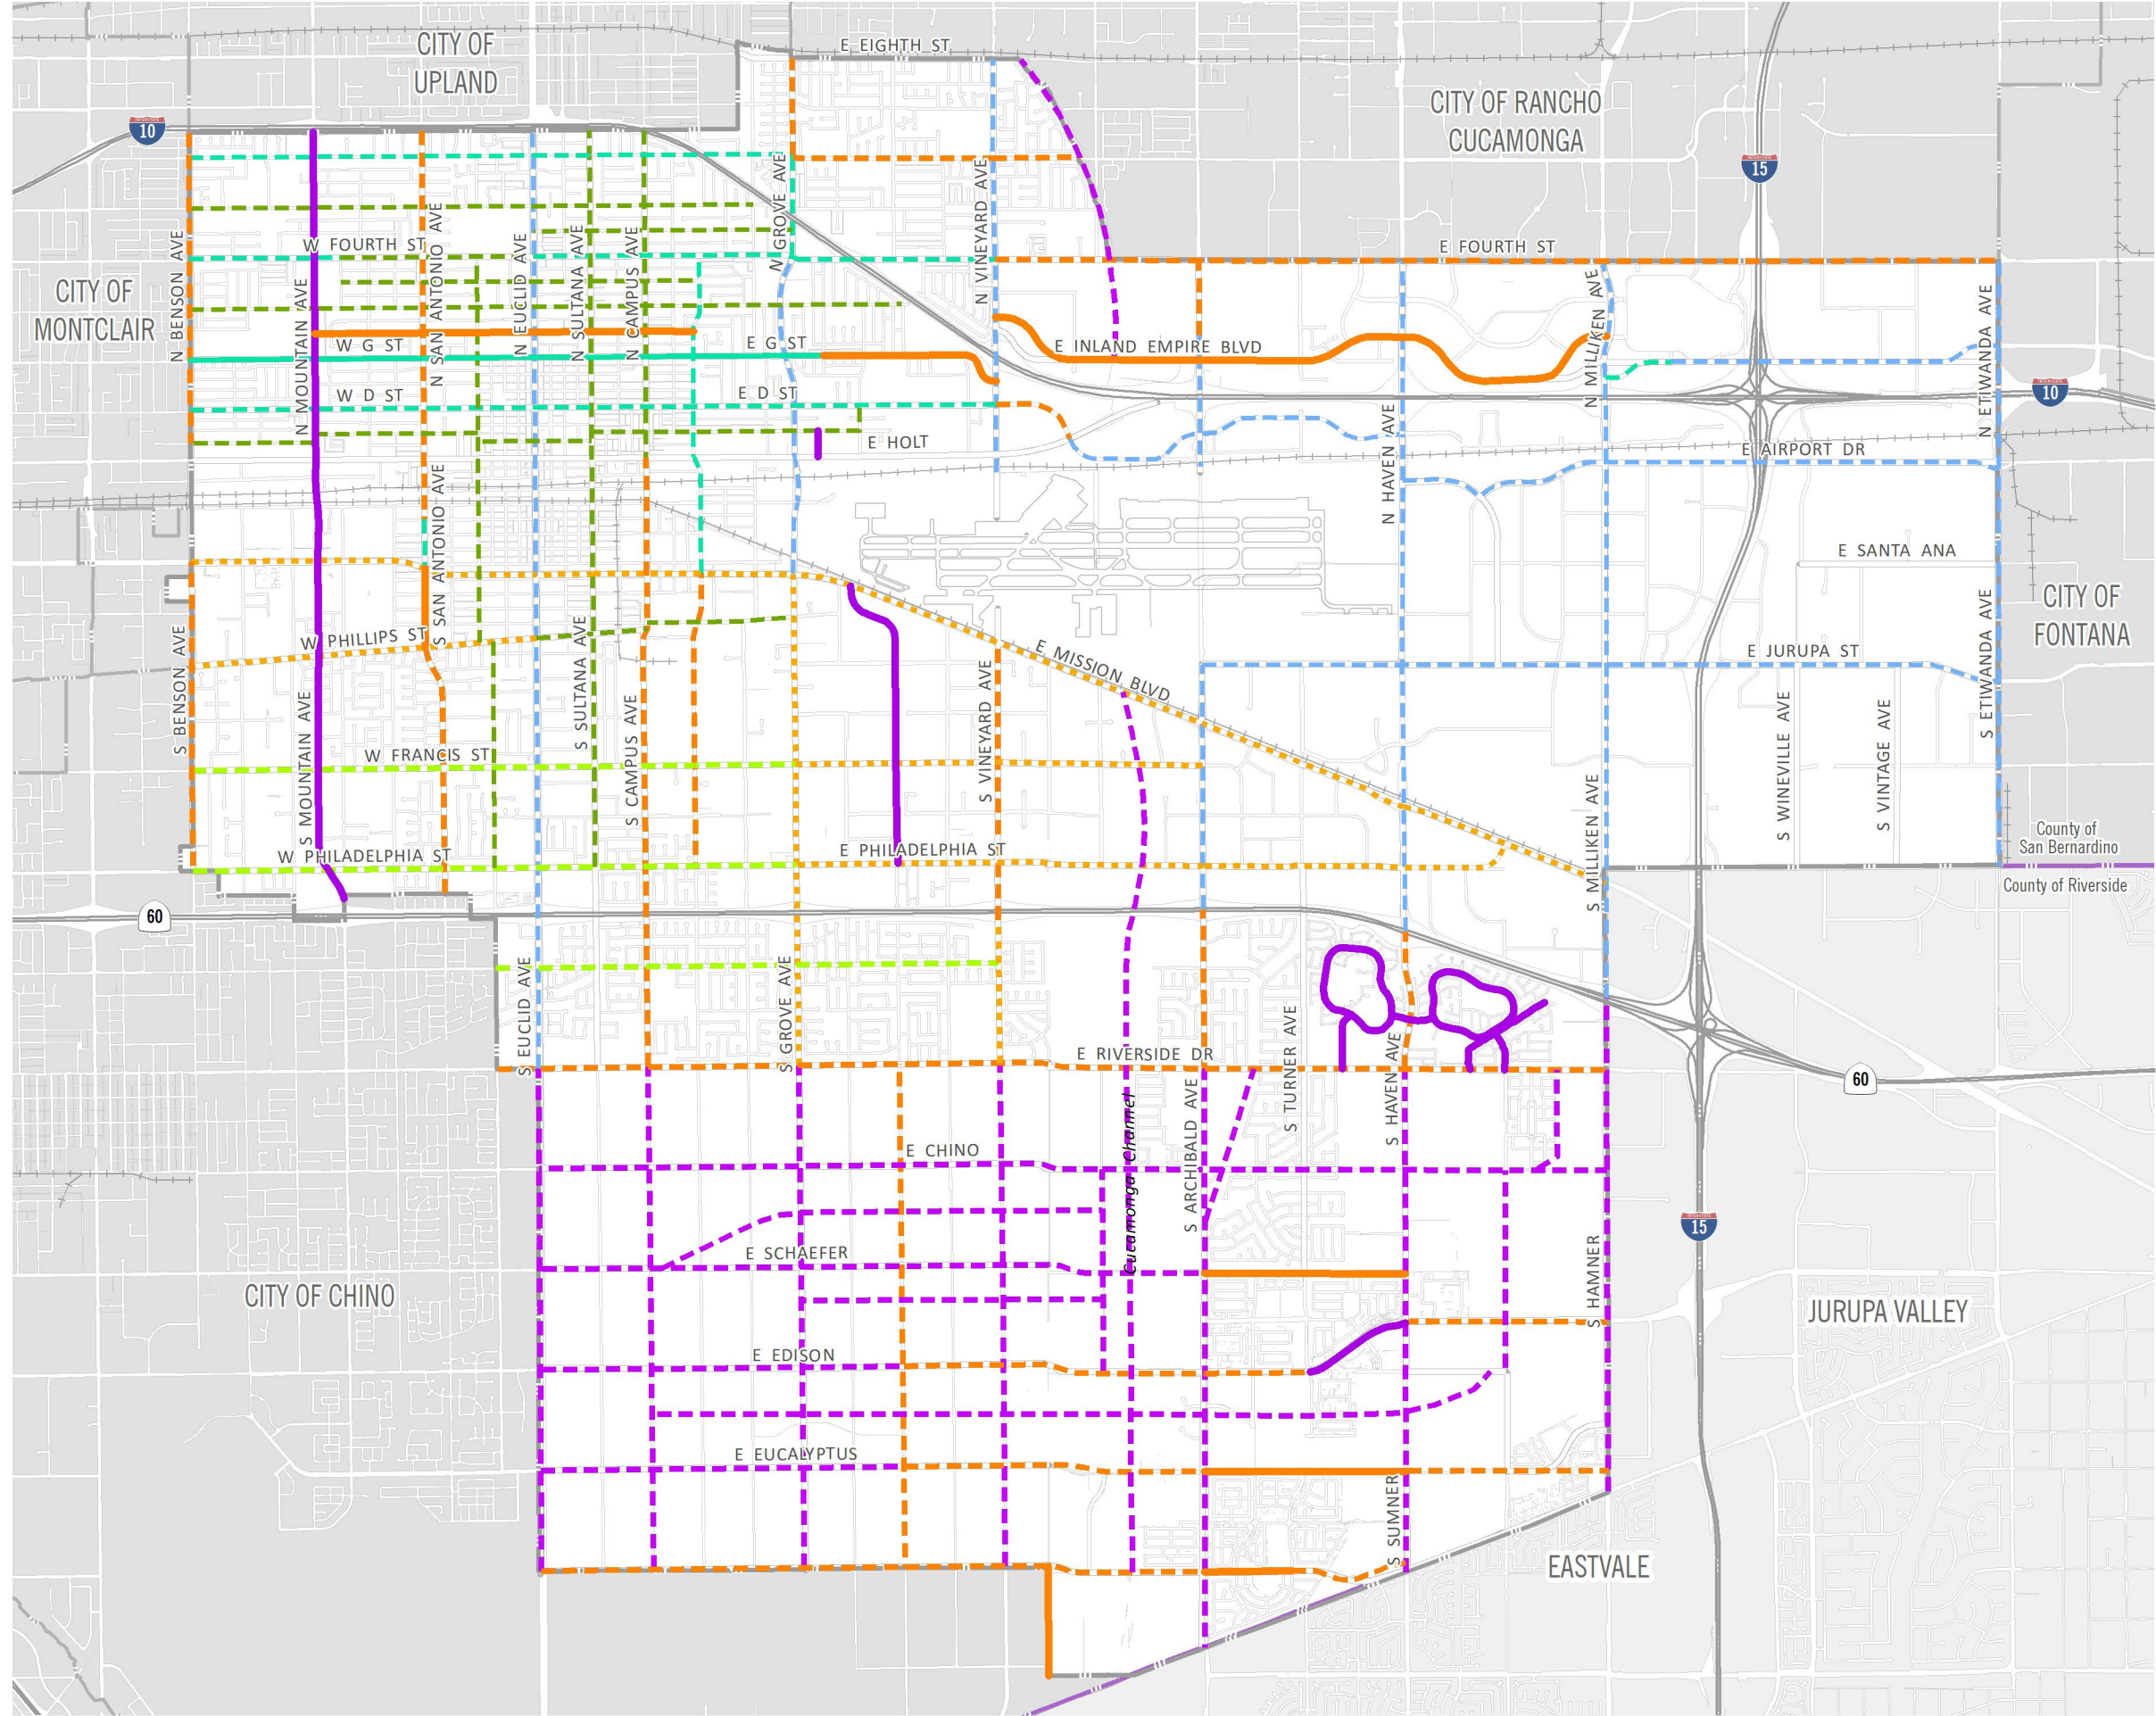 CITY OF
UPLAND
E EIGHTH ST
CITY OF RANCHO
CUCAMONGA
INTERSTATE
10
INTERSTATE
15
N GROVE AVE
N VINEYARD AVE
N BENSON AVE
W FOURTH ST
N SAN ANTONIO AVE
N EUCLID AVE
N SULTANA AVE
N CAMPUS AVE
E FOURTH ST
CITY OF
MONTCLAIR
N MOUNTAIN AVE
N MILLIKEN AVE
N ETIWANDA AVE
W G ST
E G ST
E INLAND EMPIRE BLVD
W D ST
E D ST
INTERSTATE
10
E HOLT
N HAVEN AVE
E AIRPORT DR
S SAN ANTONIO AVE
E SANTA ANA
CITY OF
FONTANA
S BENSON AVE
W PHILLIPS ST
S SULTANA AVE
E MISSION BLVD
E JURUPA ST
S ETIWANDA AVE
S MOUNTAIN AVE
S CAMPUS AVE
S VINEYARD AVE
S WINEVILLE AVE
S VINTAGE AVE
W FRANCIS ST
S MILLIKEN AVE
W PHILADELPHIA ST
E PHILADELPHIA ST
County of
San Bernardino
County of Riverside
60
S EUCLID AVE
S GROVE AVE
E RIVERSIDE DR
S TURNER AVE
S HAVEN AVE
60
Cucamonga Channel
S ARCHIBALD AVE
E CHINO
INTERSTATE
15
E SCHAEFER
S HAMNER
CITY OF CHINO
JURUPA VALLEY
E EDISON
E EUCALYPTUS
S SUMNER
EASTVALE